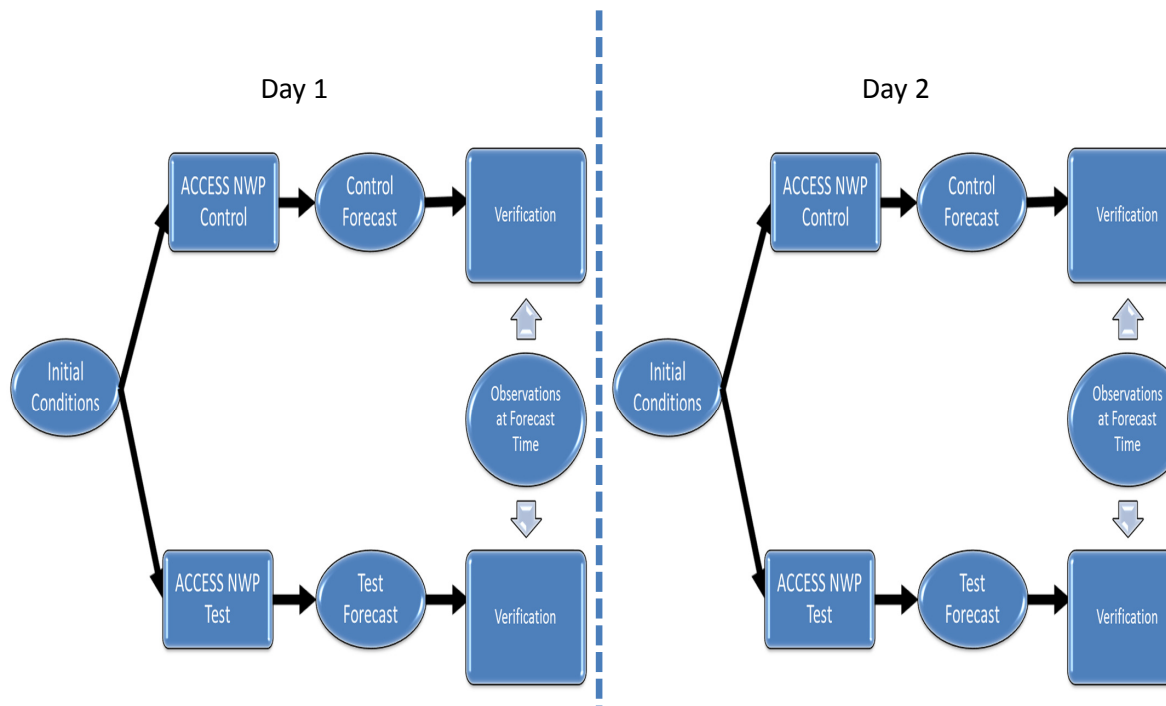 Day 1
ACCESS NWP
Control
Control
Forecast
Verification
Initial
Conditions
Observations
at Forecast
Time
ACCESS NWP
Test
Test
Forecast
Verification
Day 2
ACCESS NWP
Control
Control
Forecast
Verification
Initial
Conditions
Observations
at Forecast
Time
ACCESS NWP
Test
Test
Forecast
Verification